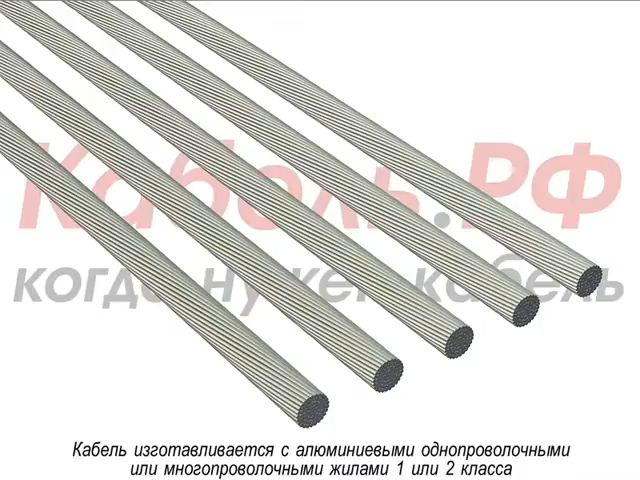 Кабель.РФ
когда нужен кабель
Кабель изготавливается с алюминиевыми однопроволочными
или многопроволочными жилами 1 или 2 класса